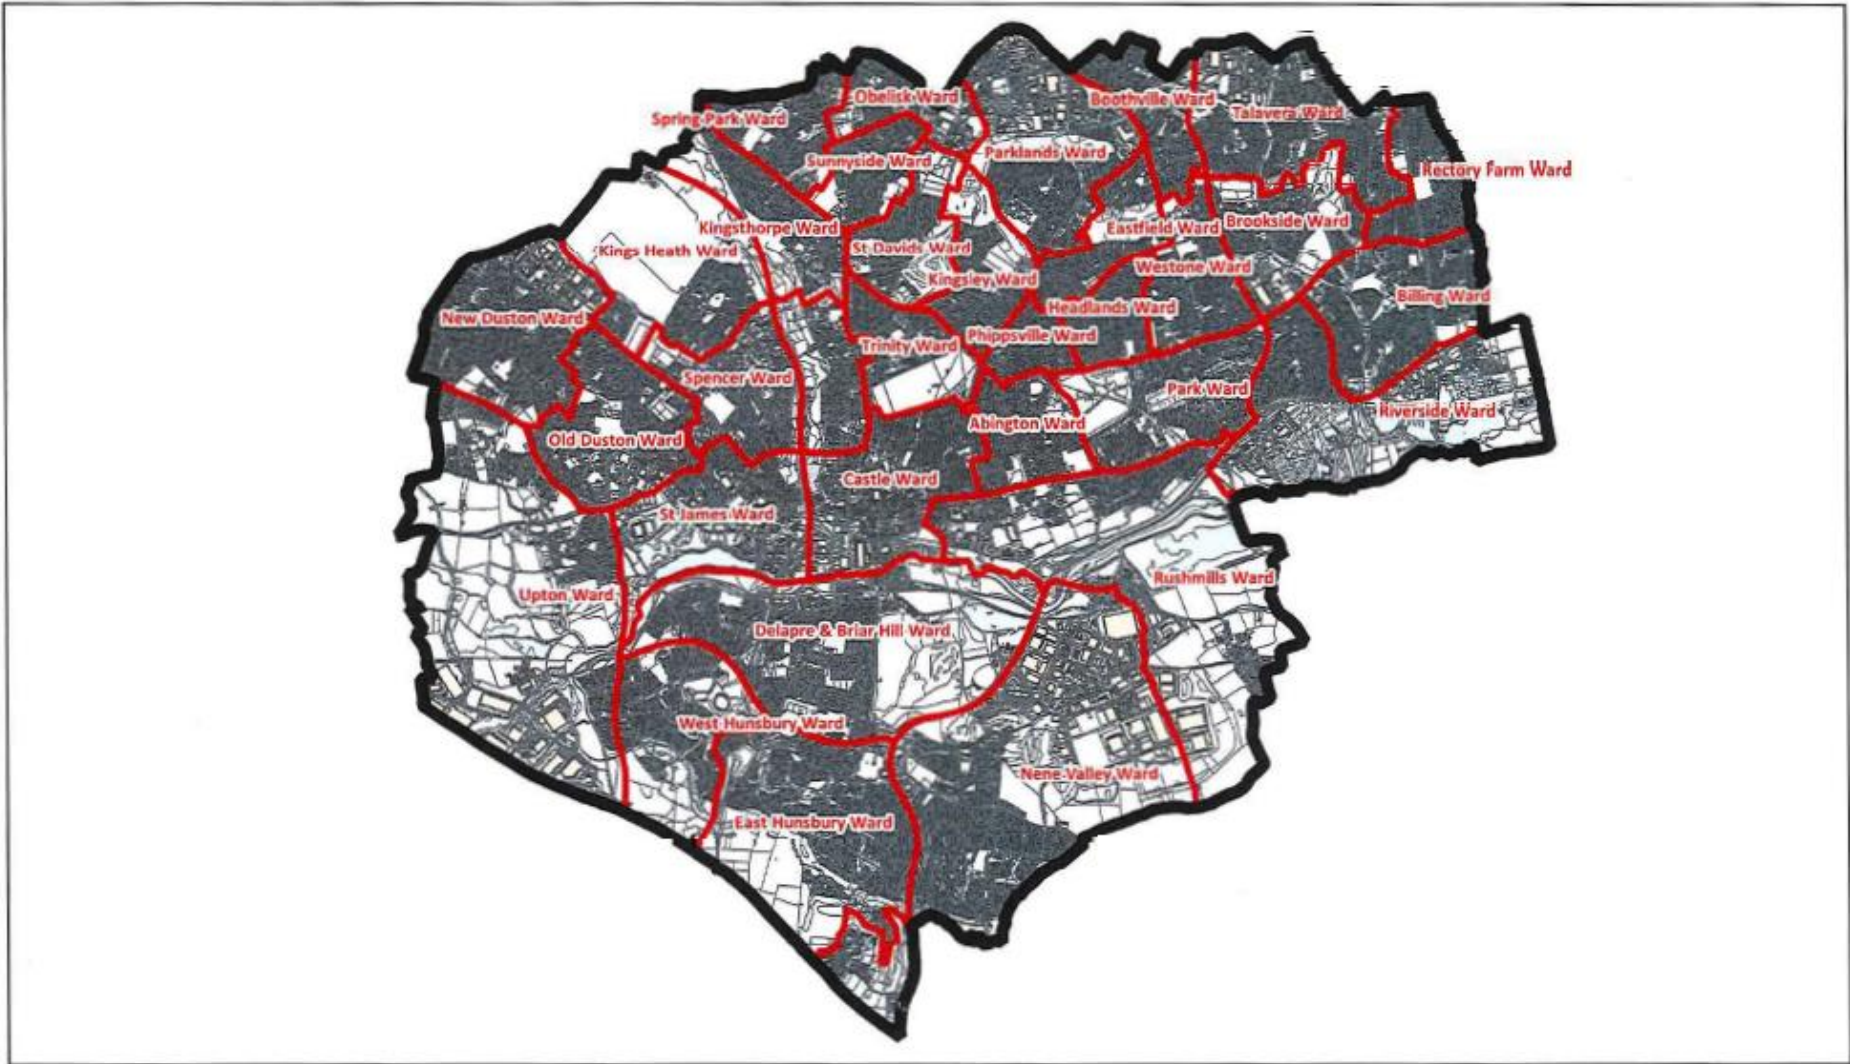 Obelisk Ward
Boothville Ward
Talavera Ward
Spring Park Ward
Sunnyside Ward
Parklands Ward
Rectory Farm Ward
Kingsthorpe Ward
Eastfield Ward
Brookside Ward
Kings Heath Ward
St Davids Ward
Westone Ward
Kingsley Ward
Billing Ward
Headlands Ward
New Duston Ward
Trinity Ward
Phippsville Ward
Spencer Ward
Park Ward
Riverside Ward
Abington Ward
Old Duston Ward
Castle Ward
St James Ward
Rushmills Ward
Upton Ward
Delapre & Briar Hill Ward
West Hunsbury Ward
Nene Valley Ward
East Hunsbury Ward